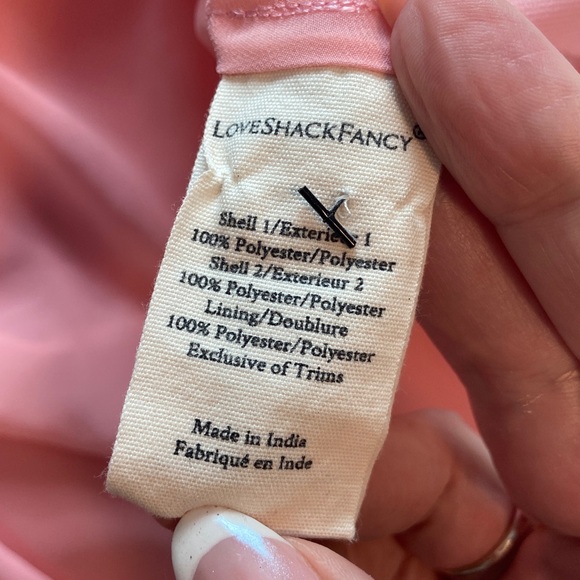 LOVESHACKFANCY®
Shell 1/Exterieur 1
100% Polyester/Polyester
Shell 2/Exterieur 2
100% Polyester/Polyester
Lining/Doublure
100% Polyester/Polyester
Exclusive of Trims
Made in India
Fabriqué en Inde